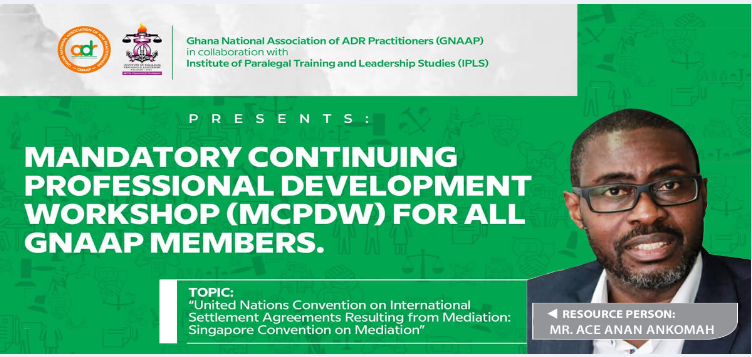 adr
Ghana National Association of ADR Practitioners (GNAAP)
in collaboration with
Institute of Paralegal Training and Leadership Studies (IPLS)
PRESENTS:
MANDATORY CONTINUING
PROFESSIONAL DEVELOPMENT
WORKSHOP (MCPDW) FOR ALL
GNAAP MEMBERS.
TOPIC:
"United Nations Convention on International
Settlement Agreements Resulting from Mediation:
Singapore Convention on Mediation"
RESOURCE PERSON:
MR. ACE ANAN ANKOMAH